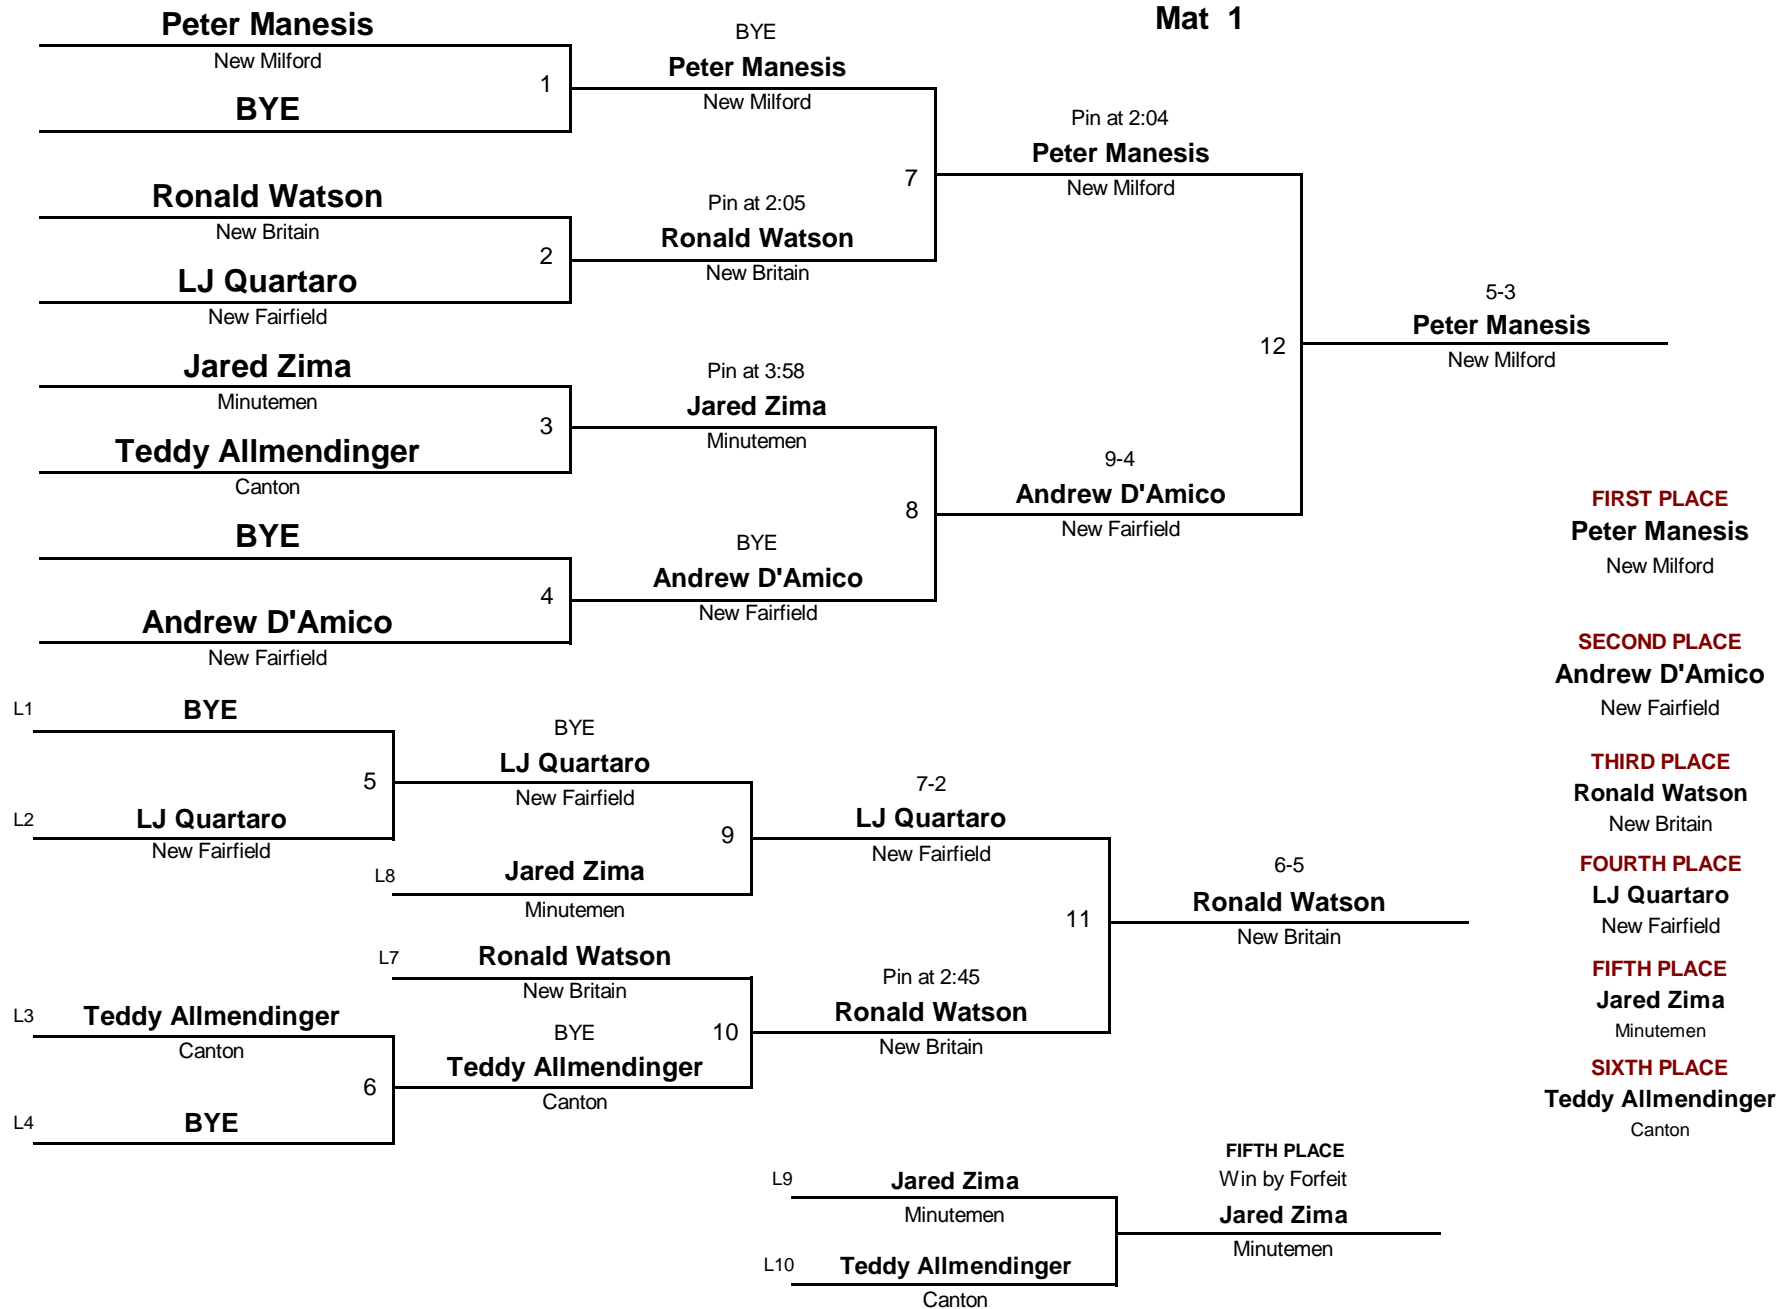 Mat 1
Peter Manesis
New Milford
1
BYE
Ronald Watson
New Britain
2
LJ Quartaro
New Fairfield
Jared Zima
Minutemen
3
Teddy Allmendinger
Canton
BYE
4
Andrew D'Amico
New Fairfield
BYE
Peter Manesis
New Milford
7
Pin at 2:05
Ronald Watson
New Britain
Pin at 3:58
Jared Zima
Minutemen
8
BYE
Andrew D'Amico
New Fairfield
Pin at 2:04
Peter Manesis
New Milford
12
9-4
Andrew D'Amico
New Fairfield
5-3
Peter Manesis
New Milford
L1
BYE
5
L2
LJ Quartaro
New Fairfield
L3
Teddy Allmendinger
Canton
6
L4
BYE
BYE
LJ Quartaro
New Fairfield
9
L8
Jared Zima
Minutemen
L7
Ronald Watson
New Britain
10
BYE
Teddy Allmendinger
Canton
7-2
LJ Quartaro
New Fairfield
11
Pin at 2:45
Ronald Watson
New Britain
6-5
Ronald Watson
New Britain
L9
Jared Zima
Minutemen
L10
Teddy Allmendinger
Canton
FIFTH PLACE
Win by Forfeit
Jared Zima
Minutemen
FIRST PLACE
Peter Manesis
New Milford
SECOND PLACE
Andrew D'Amico
New Fairfield
THIRD PLACE
Ronald Watson
New Britain
FOURTH PLACE
LJ Quartaro
New Fairfield
FIFTH PLACE
Jared Zima
Minutemen
SIXTH PLACE
Teddy Allmendinger
Canton